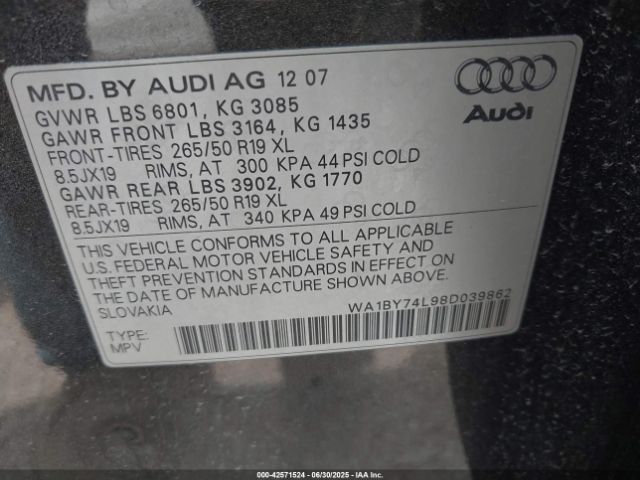 MFD. BY AUDI AG 12 07
GVWR LBS 6801, KG 3085
GAWR FRONT LBS 3164, KG 1435
FRONT-TIRES 265/50 R19 XL
8.5JX19 RIMS, AT 300 KPA 44 PSI COLD
GAWR REAR LBS 3902, KG 1770
REAR-TIRES 265/50 R19 XL
8.5JX19 RIMS, AT 340 KPA 49 PSI COLD
Audi
THIS VEHICLE CONFORMS TO ALL APPLICABLE
U.S. FEDERAL MOTOR VEHICLE SAFETY AND
THEFT PREVENTION STANDARDS IN EFFECT ON
THE DATE OF MANUFACTURE SHOWN ABOVE.
SLOVAKIA
WA1BY74L98D039862
TYPE:
MPV
000-42571524 - 06/30/2025 - IAA Inc.